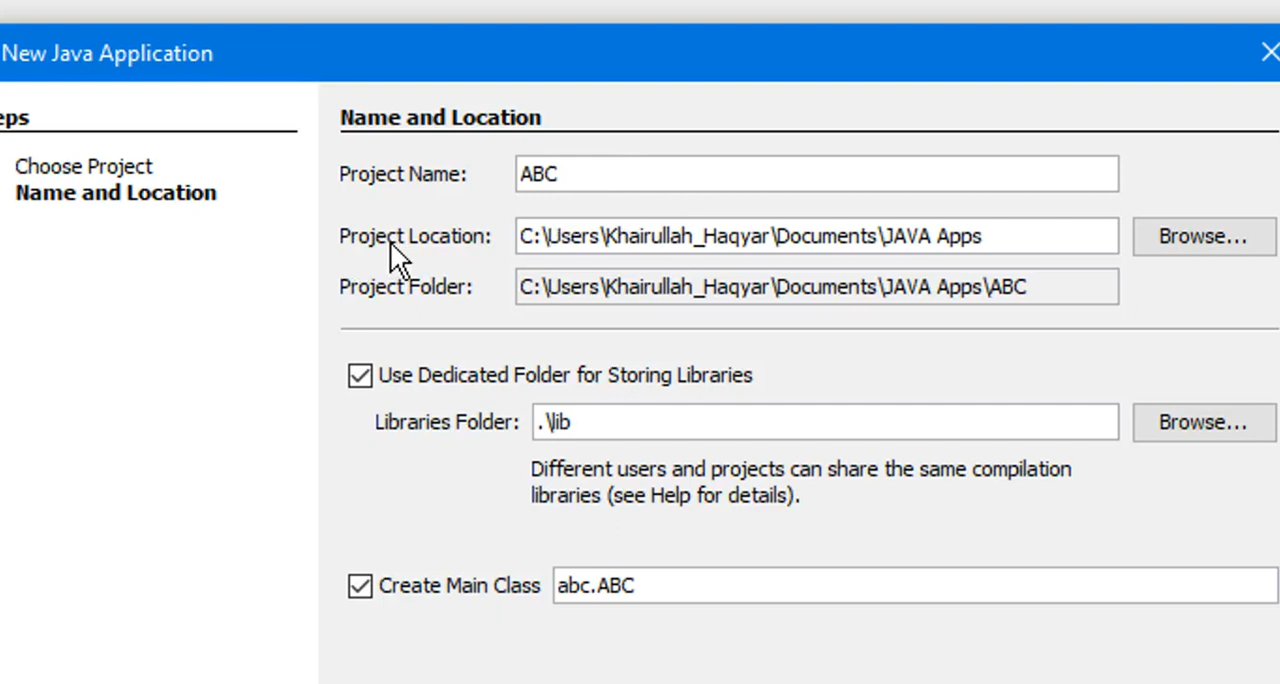 New Java Application
eps
Choose Project
Name and Location
Name and Location
Project Name: ABC
Project Location: C:\Users\Khairullah_Haqyar\Documents\JAVA Apps Browse...
Project Folder: C:\Users\Khairullah_Haqyar\Documents\JAVA Apps\ABC
Use Dedicated Folder for Storing Libraries
Libraries Folder: .\lib Browse...
Different users and projects can share the same compilation
libraries (see Help for details).
Create Main Class abc.ABC